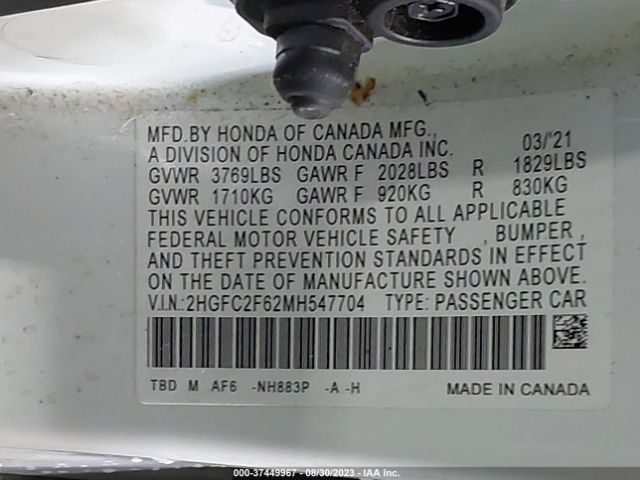 MFD.BY HONDA OF CANADA MFG.,
A DIVISION OF HONDA CANADA INC. 03/'21
GVWR 3769LBS GAWR F 2028LBS R 1829LBS
GVWR 1710KG GAWR F 920KG R 830KG
THIS VEHICLE CONFORMS TO ALL APPLICABLE
FEDERAL MOTOR VEHICLE SAFETY , BUMPER ,
AND THEFT PREVENTION STANDARDS IN EFFECT
ON THE DATE OF MANUFACTURE SHOWN ABOVE.
V.I.N.:2HGFC2F62MH547704 TYPE: PASSENGER CAR
TBD M AF6 -NH883P -A -H MADE IN CANADA
000-37449967 - 08/30/2023 - IAA Inc.